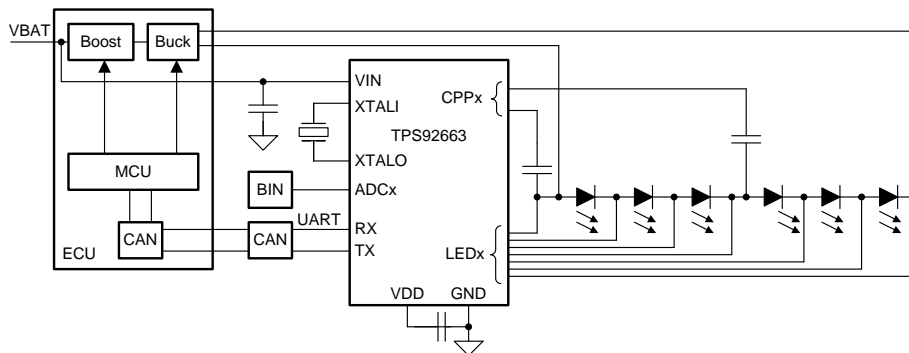 VBAT
Boost
Buck
VIN
CPPx
XTALI
TPS92663
XTALO
MCU
BIN
ADCx
UART
RX
CAN
CAN
TX
ECU
LEDx
VDD
GND